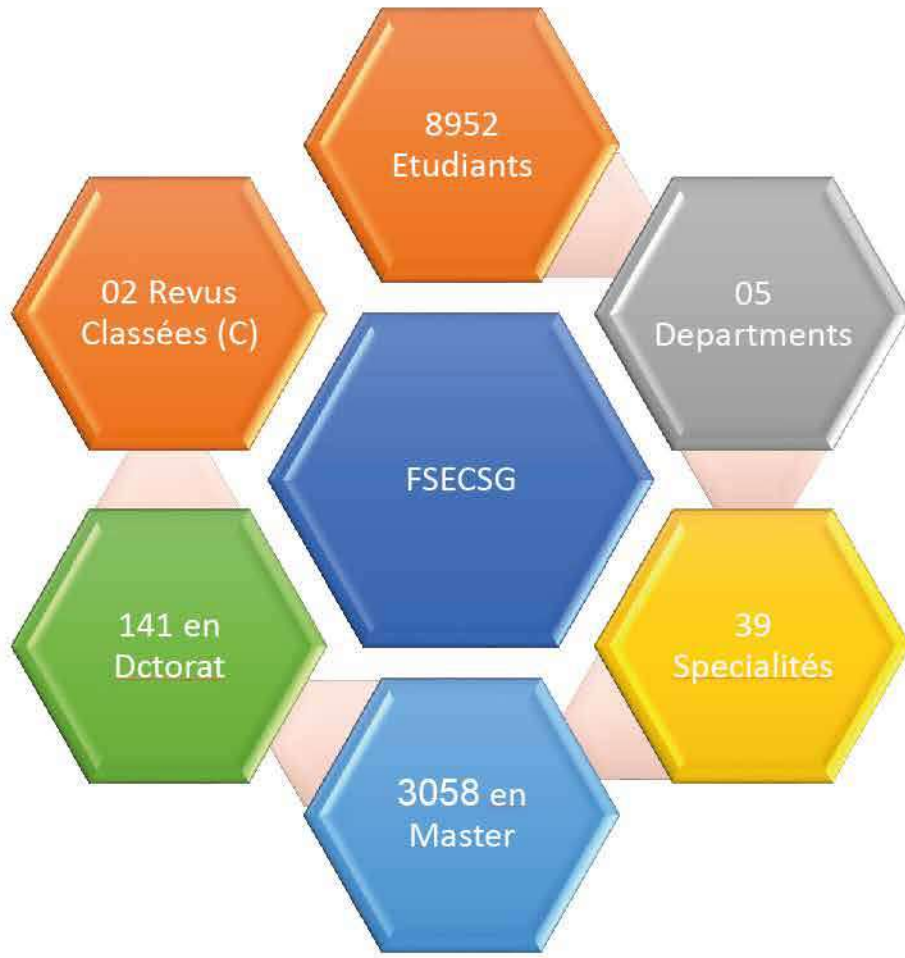 8952
Etudiants
02 Revus
Classées (C)
05
Departments
FSECSG
141 en
Dctorat
39
Specialités
3058 en
Master